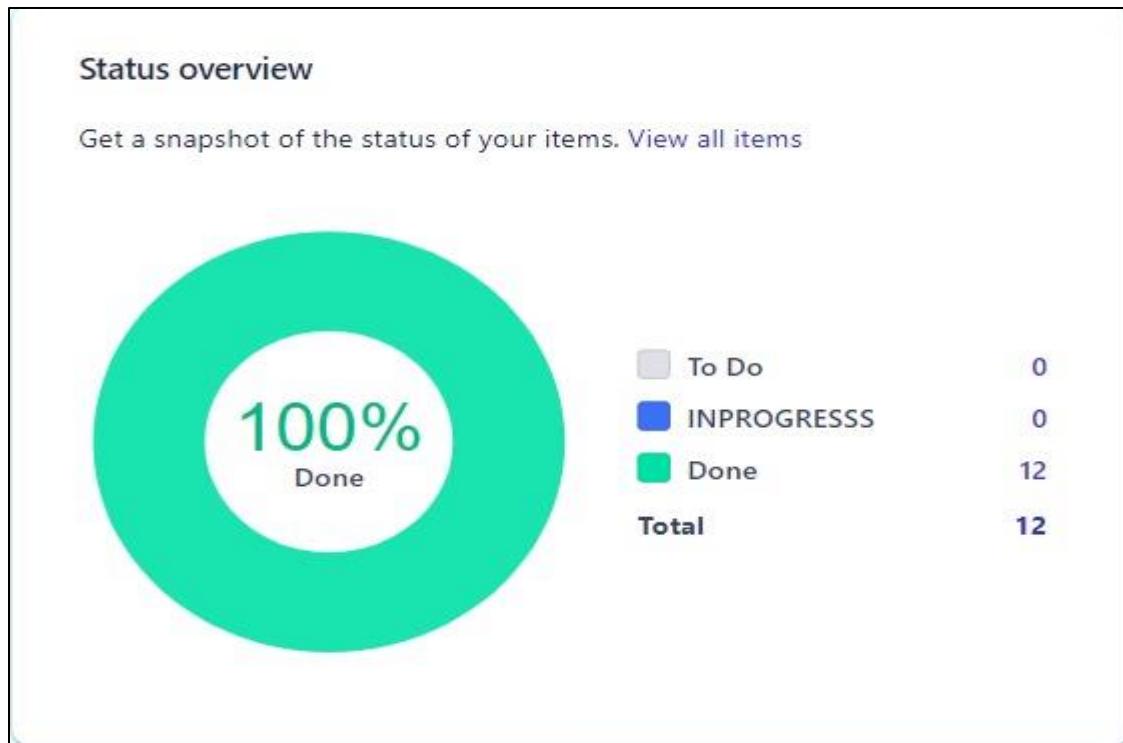 Status overview
Get a snapshot of the status of your items. View all items
100%
Done
To Do 0
INPROGRESSS 0
Done 12
Total 12